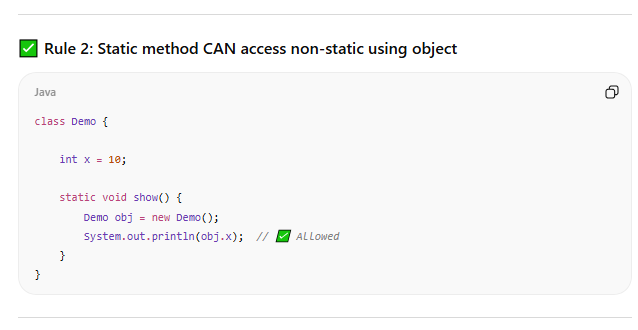 ✅ Rule 2: Static method CAN access non-static using object
Java
class Demo {
    int x = 10;
    static void show() {
        Demo obj = new Demo();
        System.out.println(obj.x);  // ✅ Allowed
    }
}